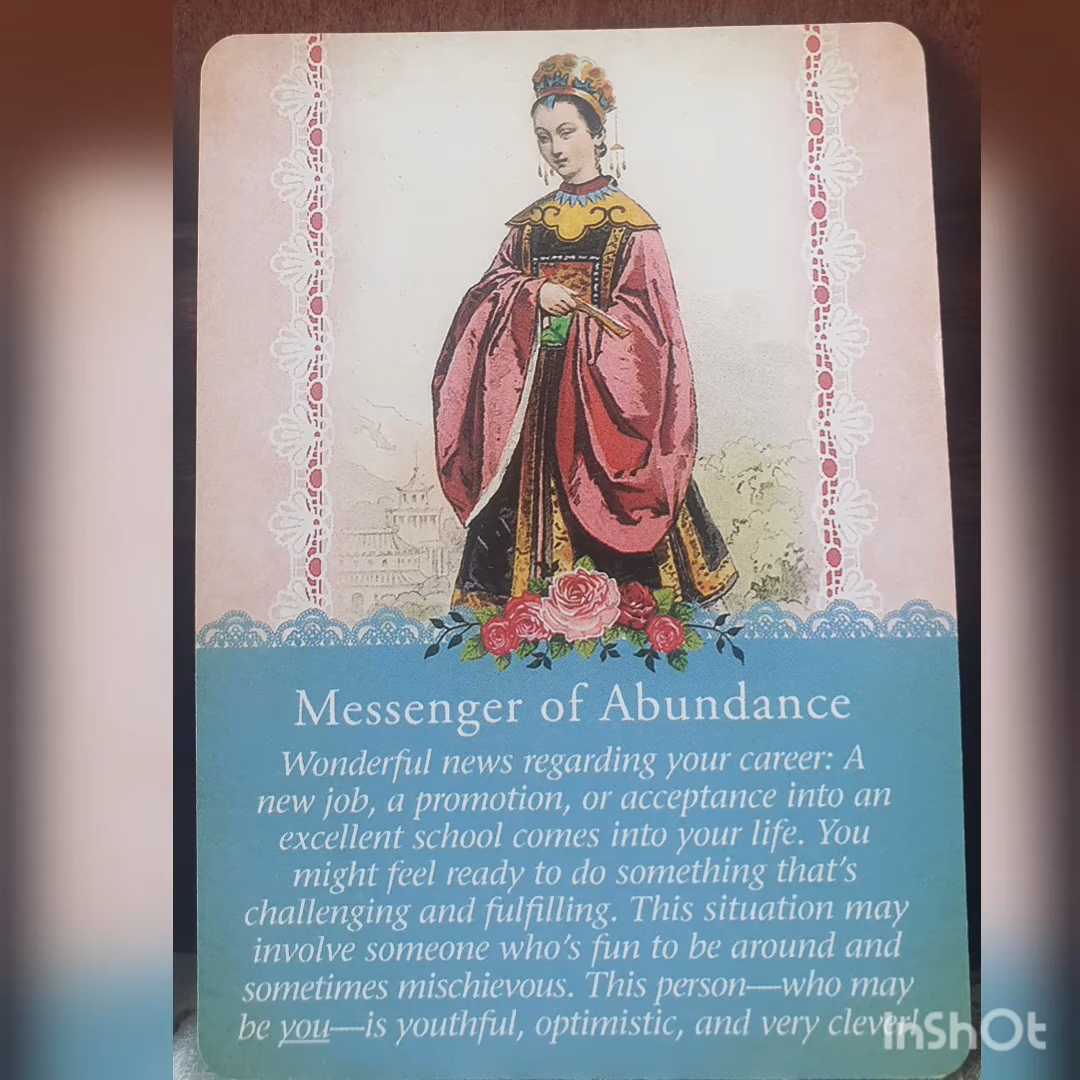 Messenger of Abundance
Wonderful news regarding your career: A
new job, a promotion, or acceptance into an
excellent school comes into your life. You
might feel ready to do something that's
challenging and fulfilling. This situation may
involve someone who's fun to be around and
sometimes mischievous. This person—who may
be you—is youthful, optimistic, and very clever!
InShOt